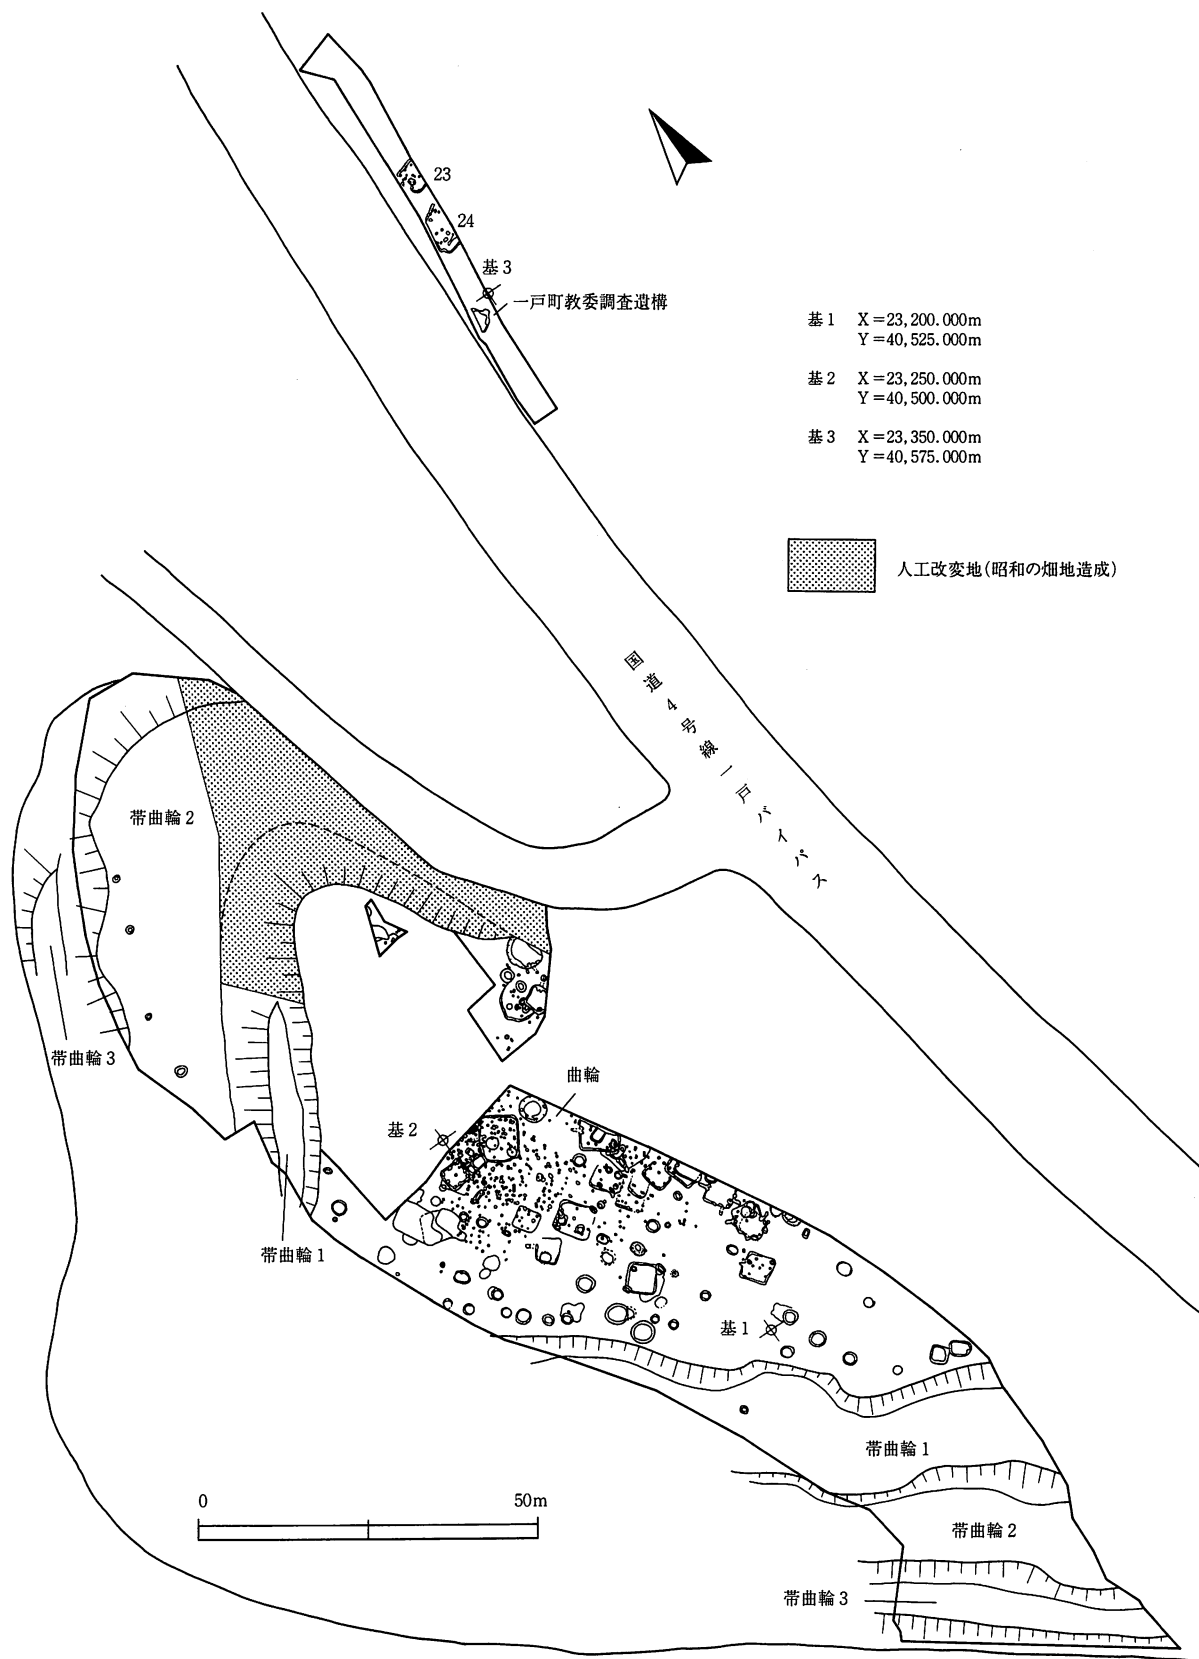 23
24
基3
一戸町教委調査遺構
基1 X=23,200.000m
Y=40,525.000m
基2 X=23,250.000m
Y=40,500.000m
基3 X=23,350.000m
Y=40,575.000m
人工改変地(昭和の畑地造成)
国道4号線一戸バイパス
帯曲輪2
帯曲輪3
曲輪
基2
帯曲輪1
基1
帯曲輪1
0 50m
帯曲輪2
帯曲輪3